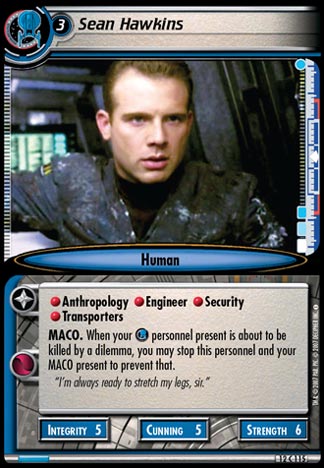 3 Sean Hawkins
Human
Anthropology Engineer Security
Transporters
MACO. When your personnel present is about to be
killed by a dilemma, you may stop this personnel and your
MACO present to prevent that.
"I'm always ready to stretch my legs, sir."
INTEGRITY 5 CUNNING 5 STRENGTH 6
12 C 115